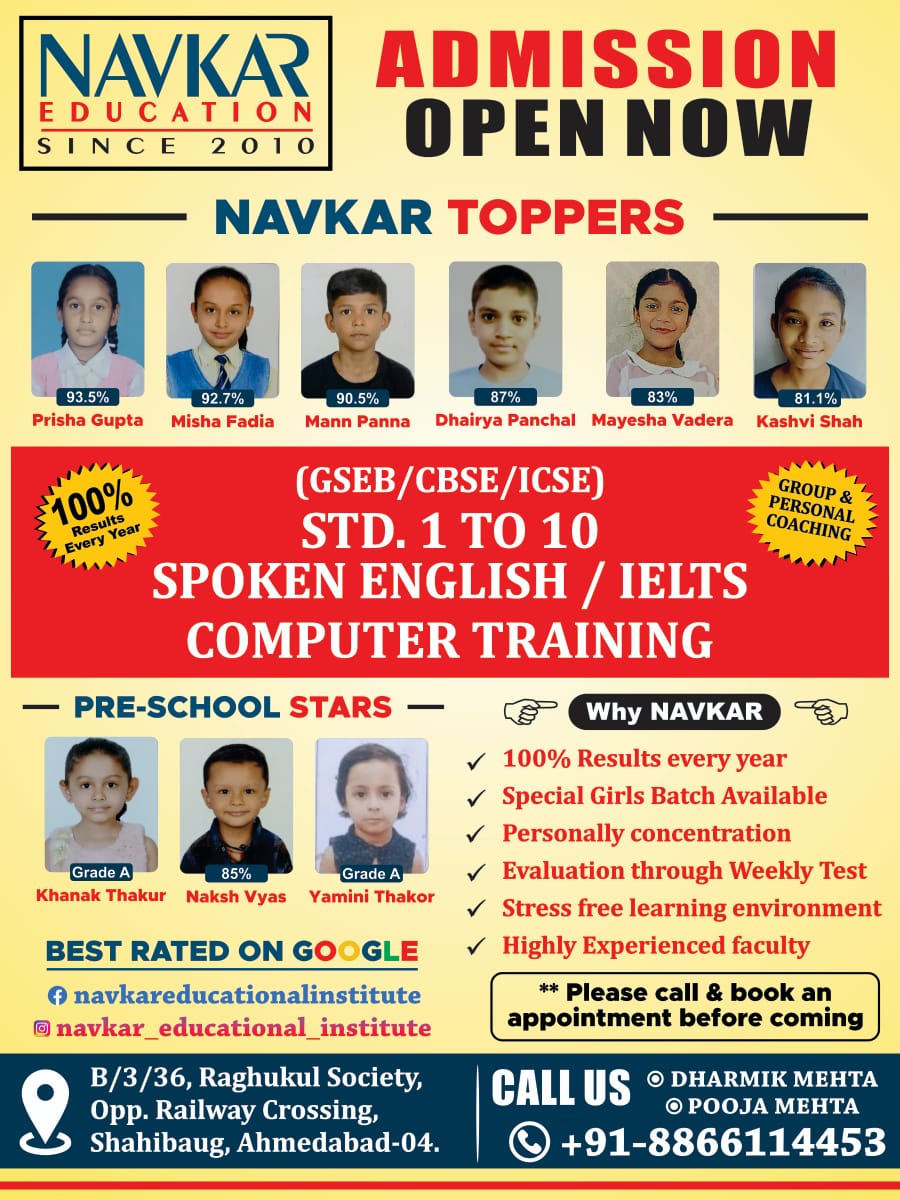 NAVKAR
EDUCATION
SINCE 2010
ADMISSION
OPEN NOW
NAVKAR TOPPERS
93.5%
Prisha Gupta
92.7%
Misha Fadia
90.5%
Mann Panna
87%
Dhairya Panchal
83%
Mayesha Vadera
81.1%
Kashvi Shah
100%
Results
Every Year
(GSEB/CBSE/ICSE)
STD. 1 TO 10
SPOKEN ENGLISH / IELTS
COMPUTER TRAINING
GROUP &
PERSONAL
COACHING
PRE-SCHOOL STARS
Grade A
Khanak Thakur
85%
Naksh Vyas
Grade A
Yamini Thakor
BEST RATED ON GOOGLE
navkareducationalinstitute
navkar_educational_institute
Why NAVKAR
✓ 100% Results every year
✓ Special Girls Batch Available
✓ Personally concentration
✓ Evaluation through Weekly Test
✓ Stress free learning environment
✓ Highly Experienced faculty
** Please call & book an
appointment before coming
B/3/36, Raghukul Society,
Opp. Railway Crossing,
Shahibaug, Ahmedabad-04.
CALL US
DHARMIK MEHTA
POOJA MEHTA
+91-8866114453